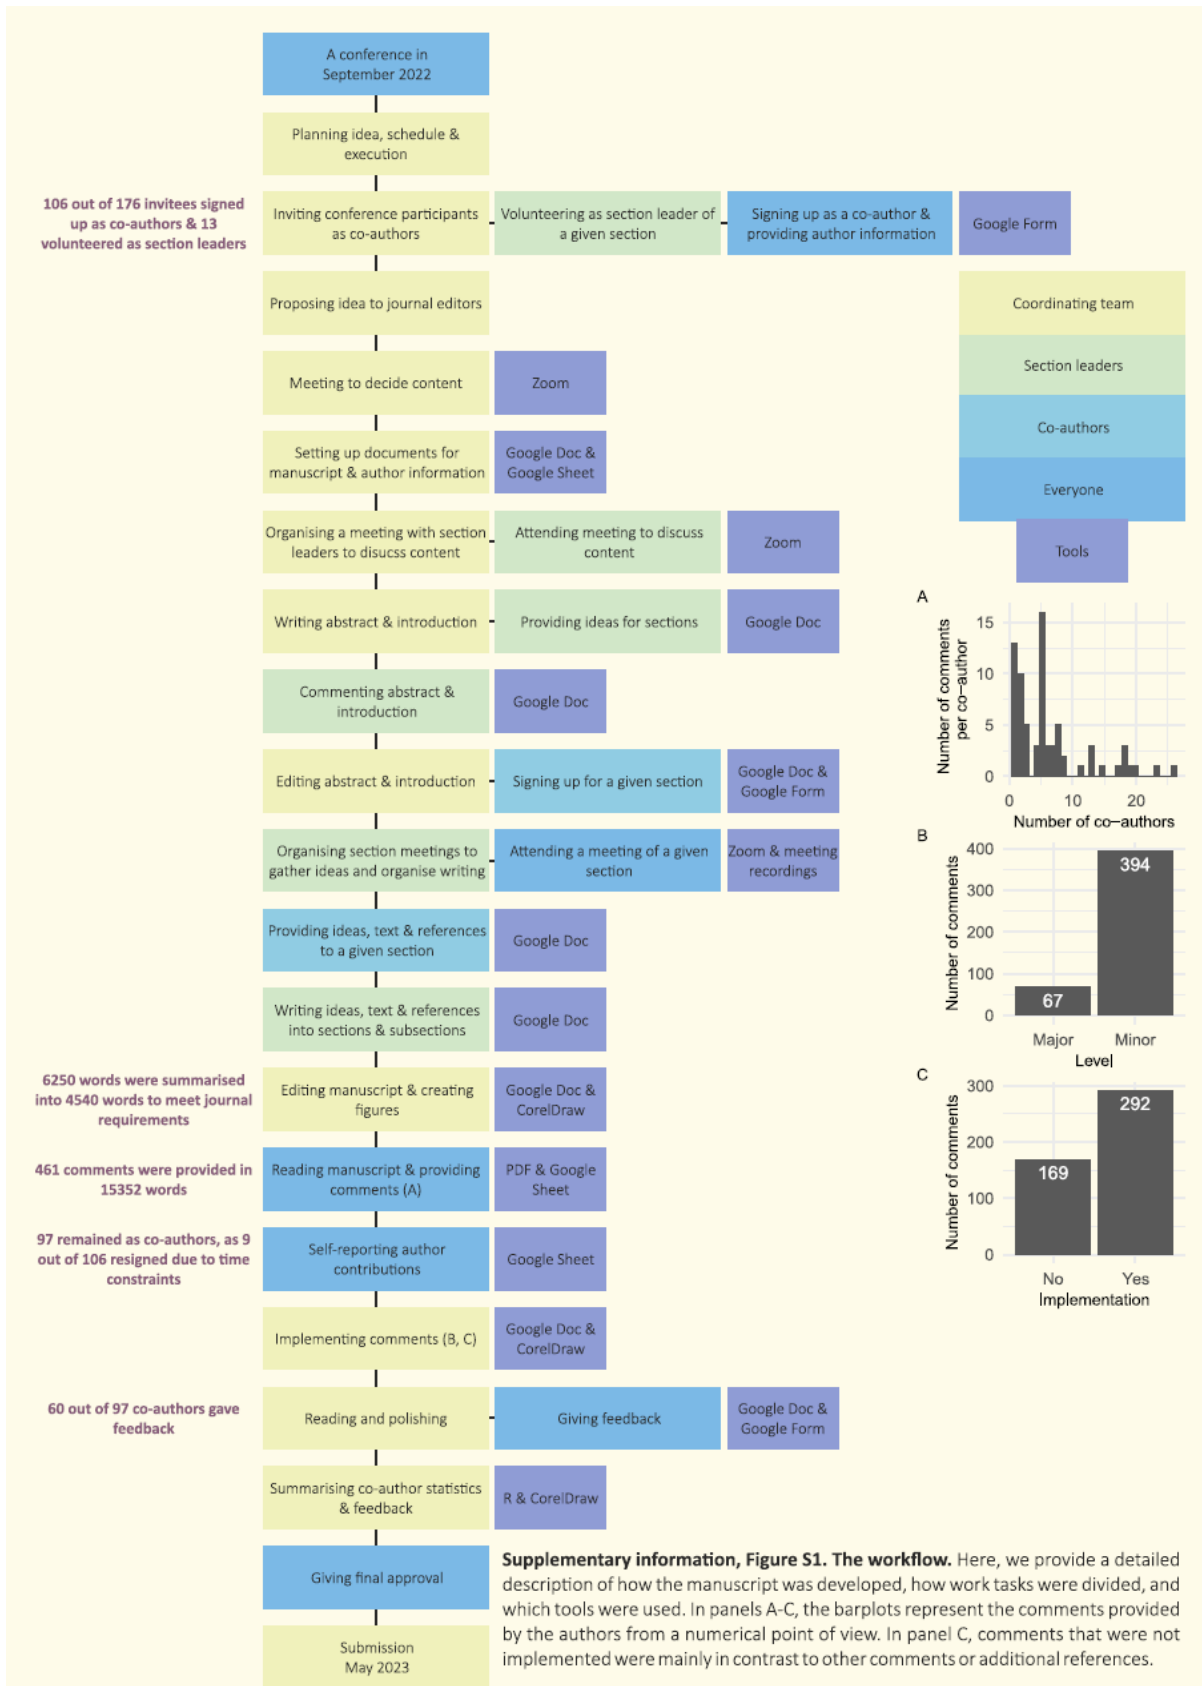 A conference in
September 2022
Planning idea, schedule &
execution
106 out of 176 invitees signed
up as co-authors & 13
volunteered as section leaders
Inviting conference participants
as co-authors
Volunteering as section leader of
a given section
Signing up as a co-author &
providing author information
Google Form
Proposing idea to journal editors
Coordinating team
Section leaders
Co-authors
Everyone
Tools
Meeting to decide content
Zoom
Setting up documents for
manuscript & author information
Google Doc &
Google Sheet
Organising a meeting with section
leaders to disucss content
Attending meeting to discuss
content
Zoom
Writing abstract & introduction
Providing ideas for sections
Google Doc
Commenting abstract &
introduction
Google Doc
Editing abstract & introduction
Signing up for a given section
Google Doc &
Google Form
Organising section meetings to
gather ideas and organise writing
Attending a meeting of a given
section
Zoom & meeting
recordings
Providing ideas, text & references
to a given section
Google Doc
Writing ideas, text & references
into sections & subsections
Google Doc
6250 words were summarised
into 4540 words to meet journal
requirements
Editing manuscript & creating
figures
Google Doc &
CorelDraw
461 comments were provided in
15352 words
Reading manuscript & providing
comments (A)
PDF & Google
Sheet
97 remained as co-authors, as 9
out of 106 resigned due to time
constraints
Self-reporting author
contributions
Google Sheet
Implementing comments (B, C)
Google Doc &
CorelDraw
60 out of 97 co-authors gave
feedback
Reading and polishing
Giving feedback
Google Doc &
Google Form
Summarising co-author statistics
& feedback
R & CorelDraw
Giving final approval
Submission
May 2023
A
Number of comments
per co-author
15
10
5
0
0 10 20
Number of co-authors
B
Number of comments
400
300
200
100
0
67
394
Major Minor
Level
C
Number of comments
300
200
100
0
169
292
No Yes
Implementation
Supplementary information, Figure S1. The workflow. Here, we provide a detailed
description of how the manuscript was developed, how work tasks were divided, and
which tools were used. In panels A-C, the barplots represent the comments provided
by the authors from a numerical point of view. In panel C, comments that were not
implemented were mainly in contrast to other comments or additional references.